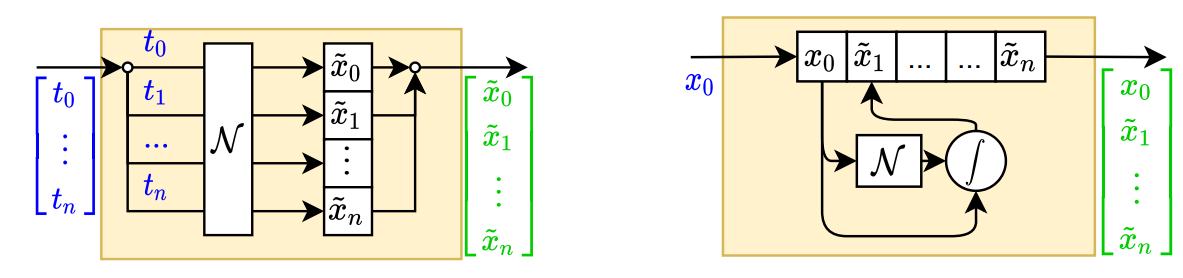 t₀
t₁
...
tₙ
t₀
⋮
tₙ
𝒩
x̃₀
x̃₁
⋮
x̃ₙ
x̃₀
x̃₁
⋮
x̃ₙ
x₀
x₀ x̃₁ ... ... x̃ₙ
𝒩
∫
x₀
x̃₁
⋮
x̃ₙ